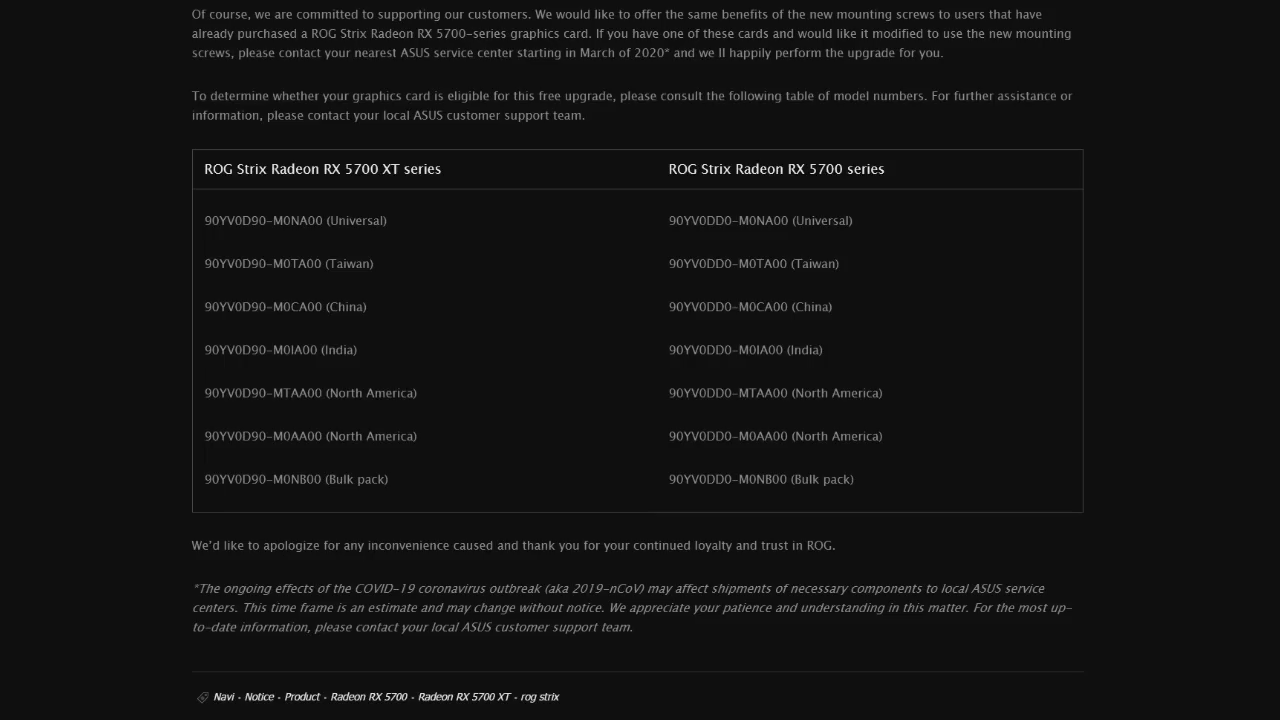 Of course, we are committed to supporting our customers. We would like to offer the same benefits of the new mounting screws to users that have
already purchased a ROG Strix Radeon RX 5700-series graphics card. If you have one of these cards and would like it modified to use the new mounting
screws, please contact your nearest ASUS service center starting in March of 2020* and we ll happily perform the upgrade for you.
To determine whether your graphics card is eligible for this free upgrade, please consult the following table of model numbers. For further assistance or
information, please contact your local ASUS customer support team.
ROG Strix Radeon RX 5700 XT series ROG Strix Radeon RX 5700 series
90YV0D90-M0NA00 (Universal) 90YV0DD0-M0NA00 (Universal)
90YV0D90-M0TA00 (Taiwan) 90YV0DD0-M0TA00 (Taiwan)
90YV0D90-M0CA00 (China) 90YV0DD0-M0CA00 (China)
90YV0D90-M0IA00 (India) 90YV0DD0-M0IA00 (India)
90YV0D90-MTAA00 (North America) 90YV0DD0-MTAA00 (North America)
90YV0D90-M0AA00 (North America) 90YV0DD0-M0AA00 (North America)
90YV0D90-M0NB00 (Bulk pack) 90YV0DD0-M0NB00 (Bulk pack)
We'd like to apologize for any inconvenience caused and thank you for your continued loyalty and trust in ROG.
*The ongoing effects of the COVID-19 coronavirus outbreak (aka 2019-nCoV) may affect shipments of necessary components to local ASUS service
centers. This time frame is an estimate and may change without notice. We appreciate your patience and understanding in this matter. For the most up-
to-date information, please contact your local ASUS customer support team.
Navi - Notice - Product - Radeon RX 5700 - Radeon RX 5700 XT - rog strix